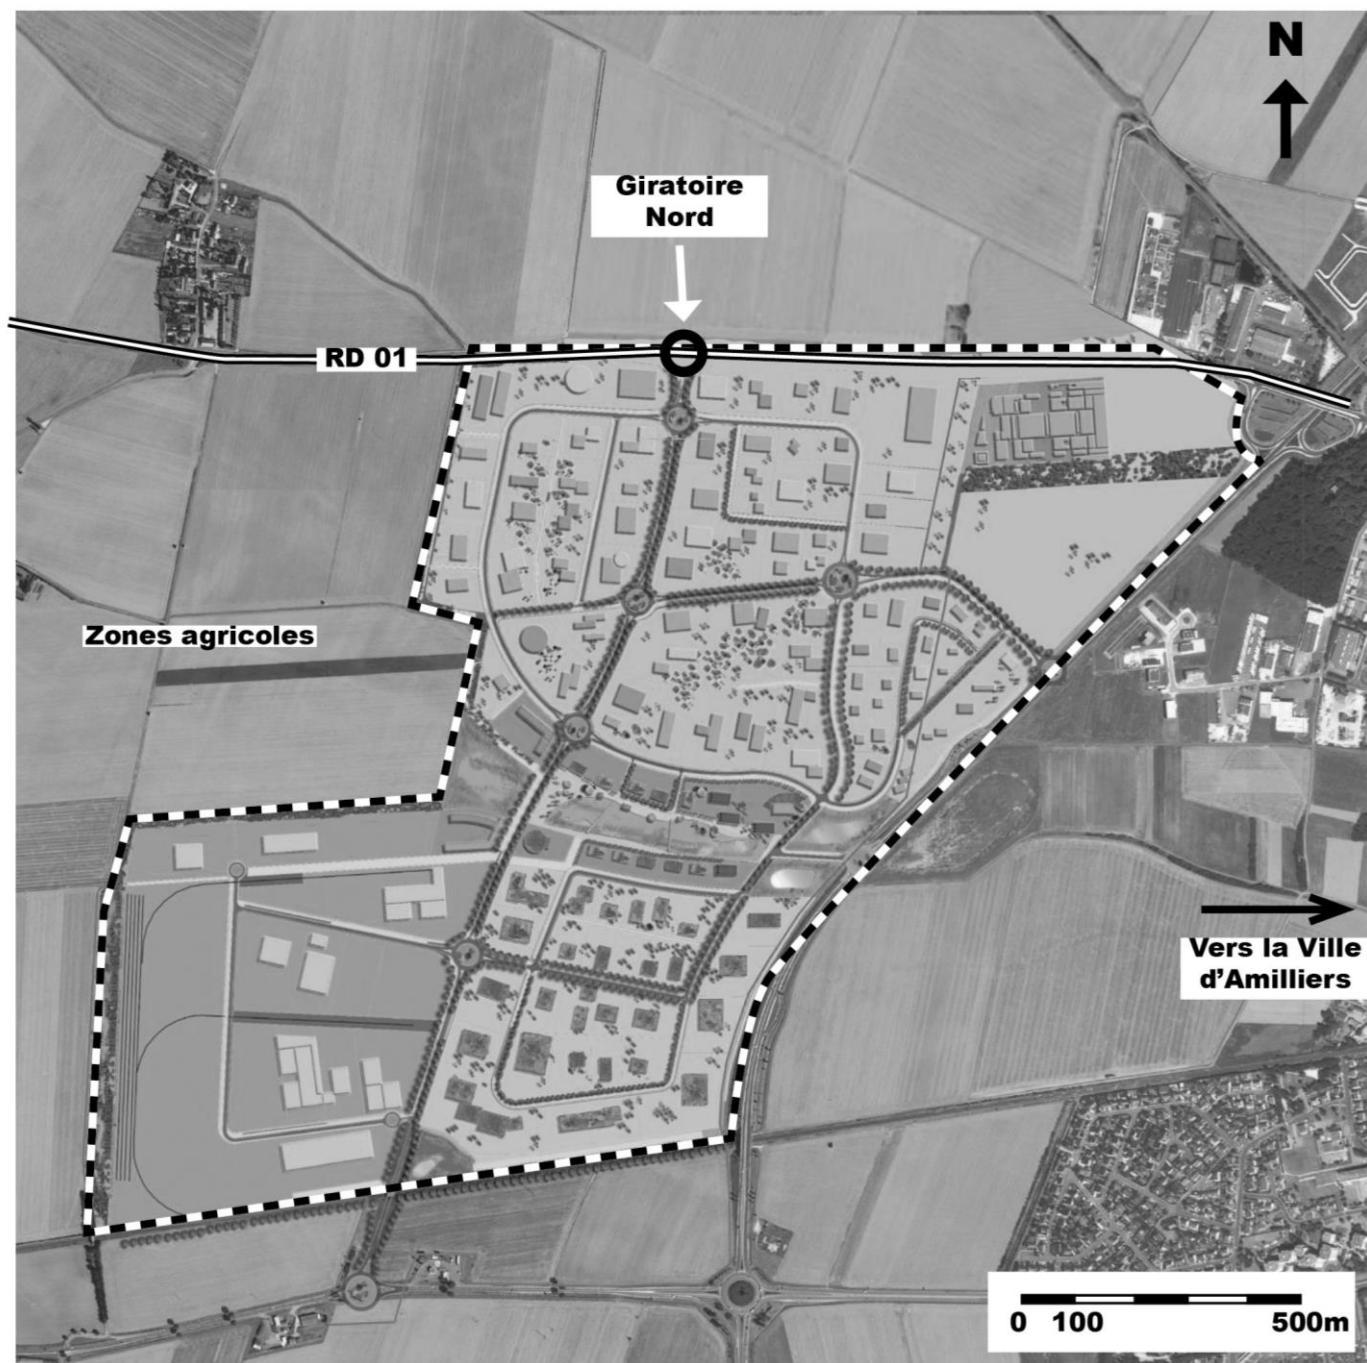 N
Giratoire
Nord
RD 01
Zones agricoles
Vers la Ville
d'Amilliers
0 100 500m